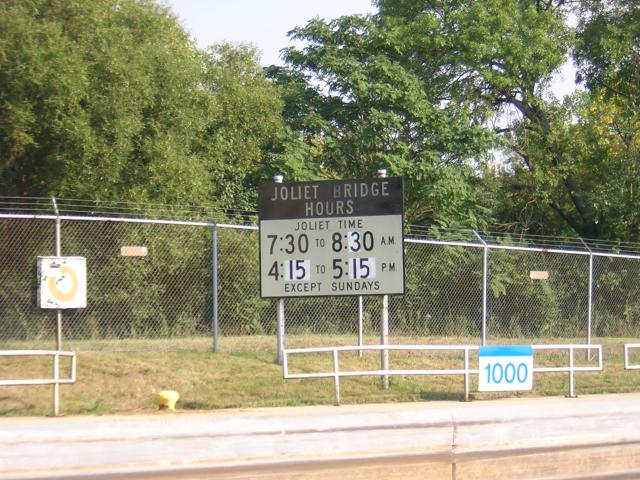 JOLIET BRIDGE
HOURS
JOLIET TIME
7:30 TO 8:30 A.M.
4:15 TO 5:15 P.M.
EXCEPT SUNDAYS
1000